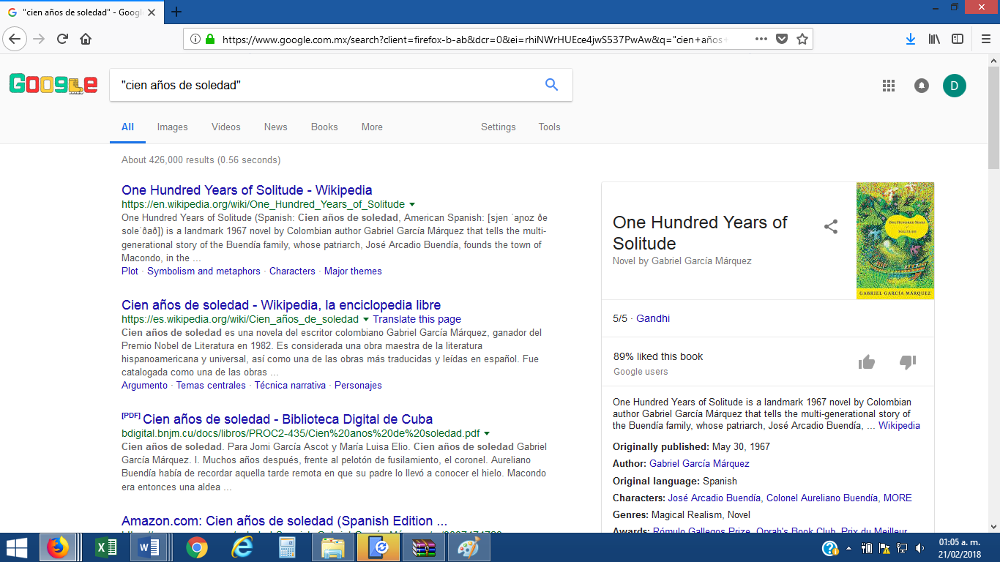 "cien años de soledad" - Googl
https://www.google.com.mx/search?client=firefox-b-ab&dcr=0&ei=rhiNWrHUEce4jwS537PwAw&q="cien+años+
Google
"cien años de soledad"
D
All Images Videos News Books More Settings Tools
About 426,000 results (0.56 seconds)
One Hundred Years of Solitude - Wikipedia
https://en.wikipedia.org/wiki/One_Hundred_Years_of_Solitude
One Hundred Years of Solitude (Spanish: Cien años de soledad, American Spanish: [sjen ˈaɲoz ðe
soleˈðað]) is a landmark 1967 novel by Colombian author Gabriel García Márquez that tells the multi-
generational story of the Buendía family, whose patriarch, José Arcadio Buendía, founds the town of
Macondo, in the ...
Plot · Symbolism and metaphors · Characters · Major themes
Cien años de soledad - Wikipedia, la enciclopedia libre
https://es.wikipedia.org/wiki/Cien_años_de_soledad Translate this page
Cien años de soledad es una novela del escritor colombiano Gabriel García Márquez, ganador del
Premio Nobel de Literatura en 1982. Es considerada una obra maestra de la literatura
hispanoamericana y universal, así como una de las obras más traducidas y leídas en español. Fue
catalogada como una de las obras ...
Argumento · Temas centrales · Técnica narrativa · Personajes
[PDF] Cien años de soledad - Biblioteca Digital de Cuba
bdigital.bnjm.cu/docs/libros/PROC2-435/Cien%20anos%20de%20soledad.pdf
Cien años de soledad. Para Jomi García Ascot y María Luisa Elio. Cien años de soledad Gabriel
García Márquez. I. Muchos años después, frente al pelotón de fusilamiento, el coronel. Aureliano
Buendía había de recordar aquella tarde remota en que su padre lo llevó a conocer el hielo. Macondo
era entonces una aldea ...
Amazon.com: Cien años de soledad (Spanish Edition ...
One Hundred Years of
Solitude
Novel by Gabriel García Márquez
ONE HUNDRED YEARS
of
SOLITUDE
GABRIEL GARCÍA MÁRQUEZ
5/5 · Gandhi
89% liked this book
Google users
One Hundred Years of Solitude is a landmark 1967 novel by Colombian
author Gabriel García Márquez that tells the multi-generational story of
the Buendía family, whose patriarch, José Arcadio Buendía, ... Wikipedia
Originally published: May 30, 1967
Author: Gabriel García Márquez
Original language: Spanish
Characters: José Arcadio Buendía, Colonel Aureliano Buendía, MORE
Genres: Magical Realism, Novel
Awards: Rómulo Gallegos Prize, Oprah's Book Club, Prix du Meilleur
01:05 a. m.
21/02/2018